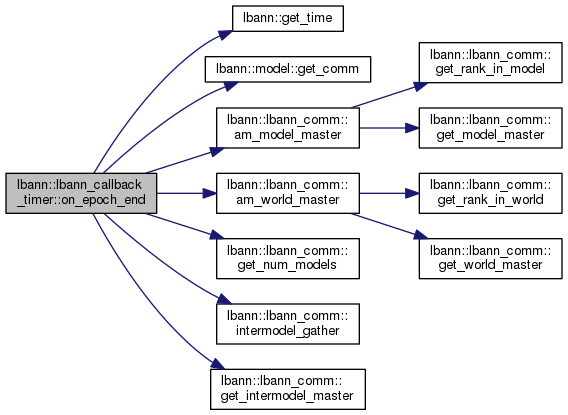 lbann::lbann_callback
_timer::on_epoch_end
lbann::get_time
lbann::model::get_comm
lbann::lbann_comm::
am_model_master
lbann::lbann_comm::
get_rank_in_model
lbann::lbann_comm::
get_model_master
lbann::lbann_comm::
am_world_master
lbann::lbann_comm::
get_rank_in_world
lbann::lbann_comm::
get_world_master
lbann::lbann_comm::
get_num_models
lbann::lbann_comm::
intermodel_gather
lbann::lbann_comm::
get_intermodel_master